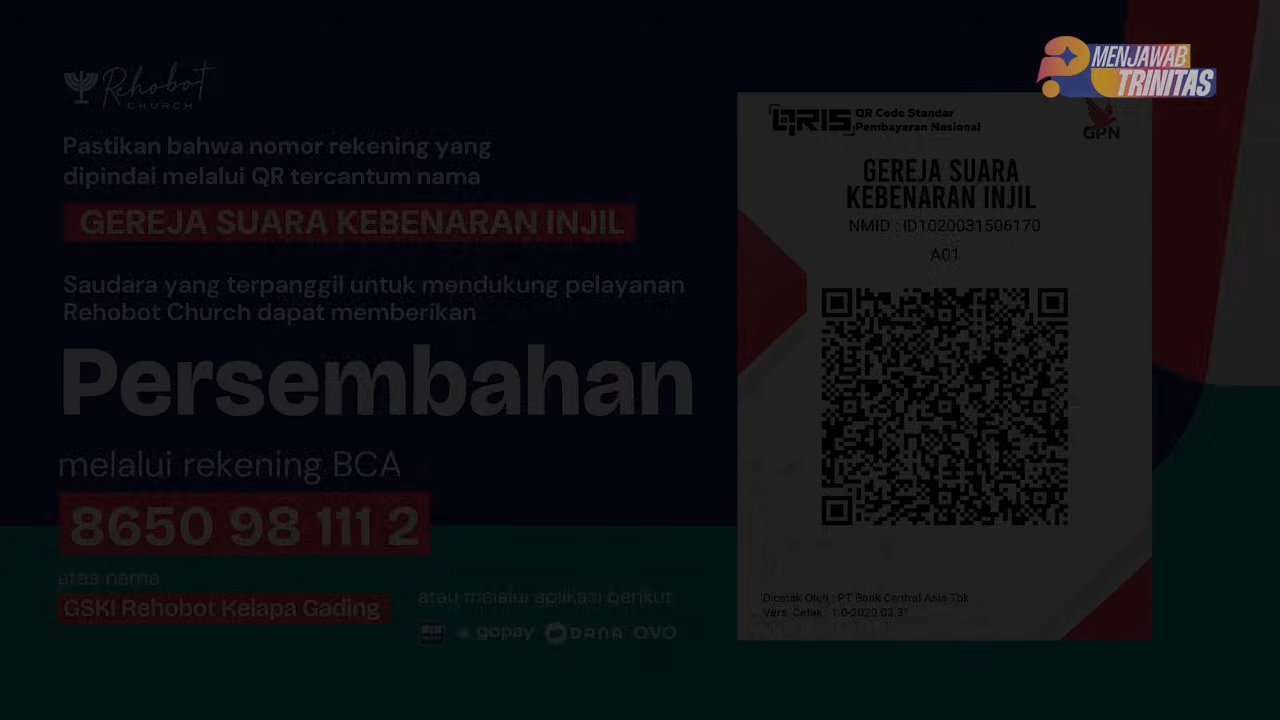 MENJAWAB
TRINITAS
Rehobot
CHURCH
Pastikan bahwa nomor rekening yang
dipindai melalui QR tercantum nama
GEREJA SUARA KEBENARAN INJIL
Saudara yang terpanggil untuk mendukung pelayanan
Rehobot Church dapat memberikan
Persembahan
melalui rekening BCA
8650 98 111 2
atas nama
GSKI Rehobot Kelapa Gading
atau melalui aplikasi berikut
gopay DANA OVO
QRIS QR Code Standar
Pembayaran Nasional
GPN
GEREJA SUARA
KEBENARAN INJIL
NMID : ID1020031506170
A01
Dicetak Oleh : PT Bank Central Asia Tbk
Versi Cetak : 1.0-2020.03.31